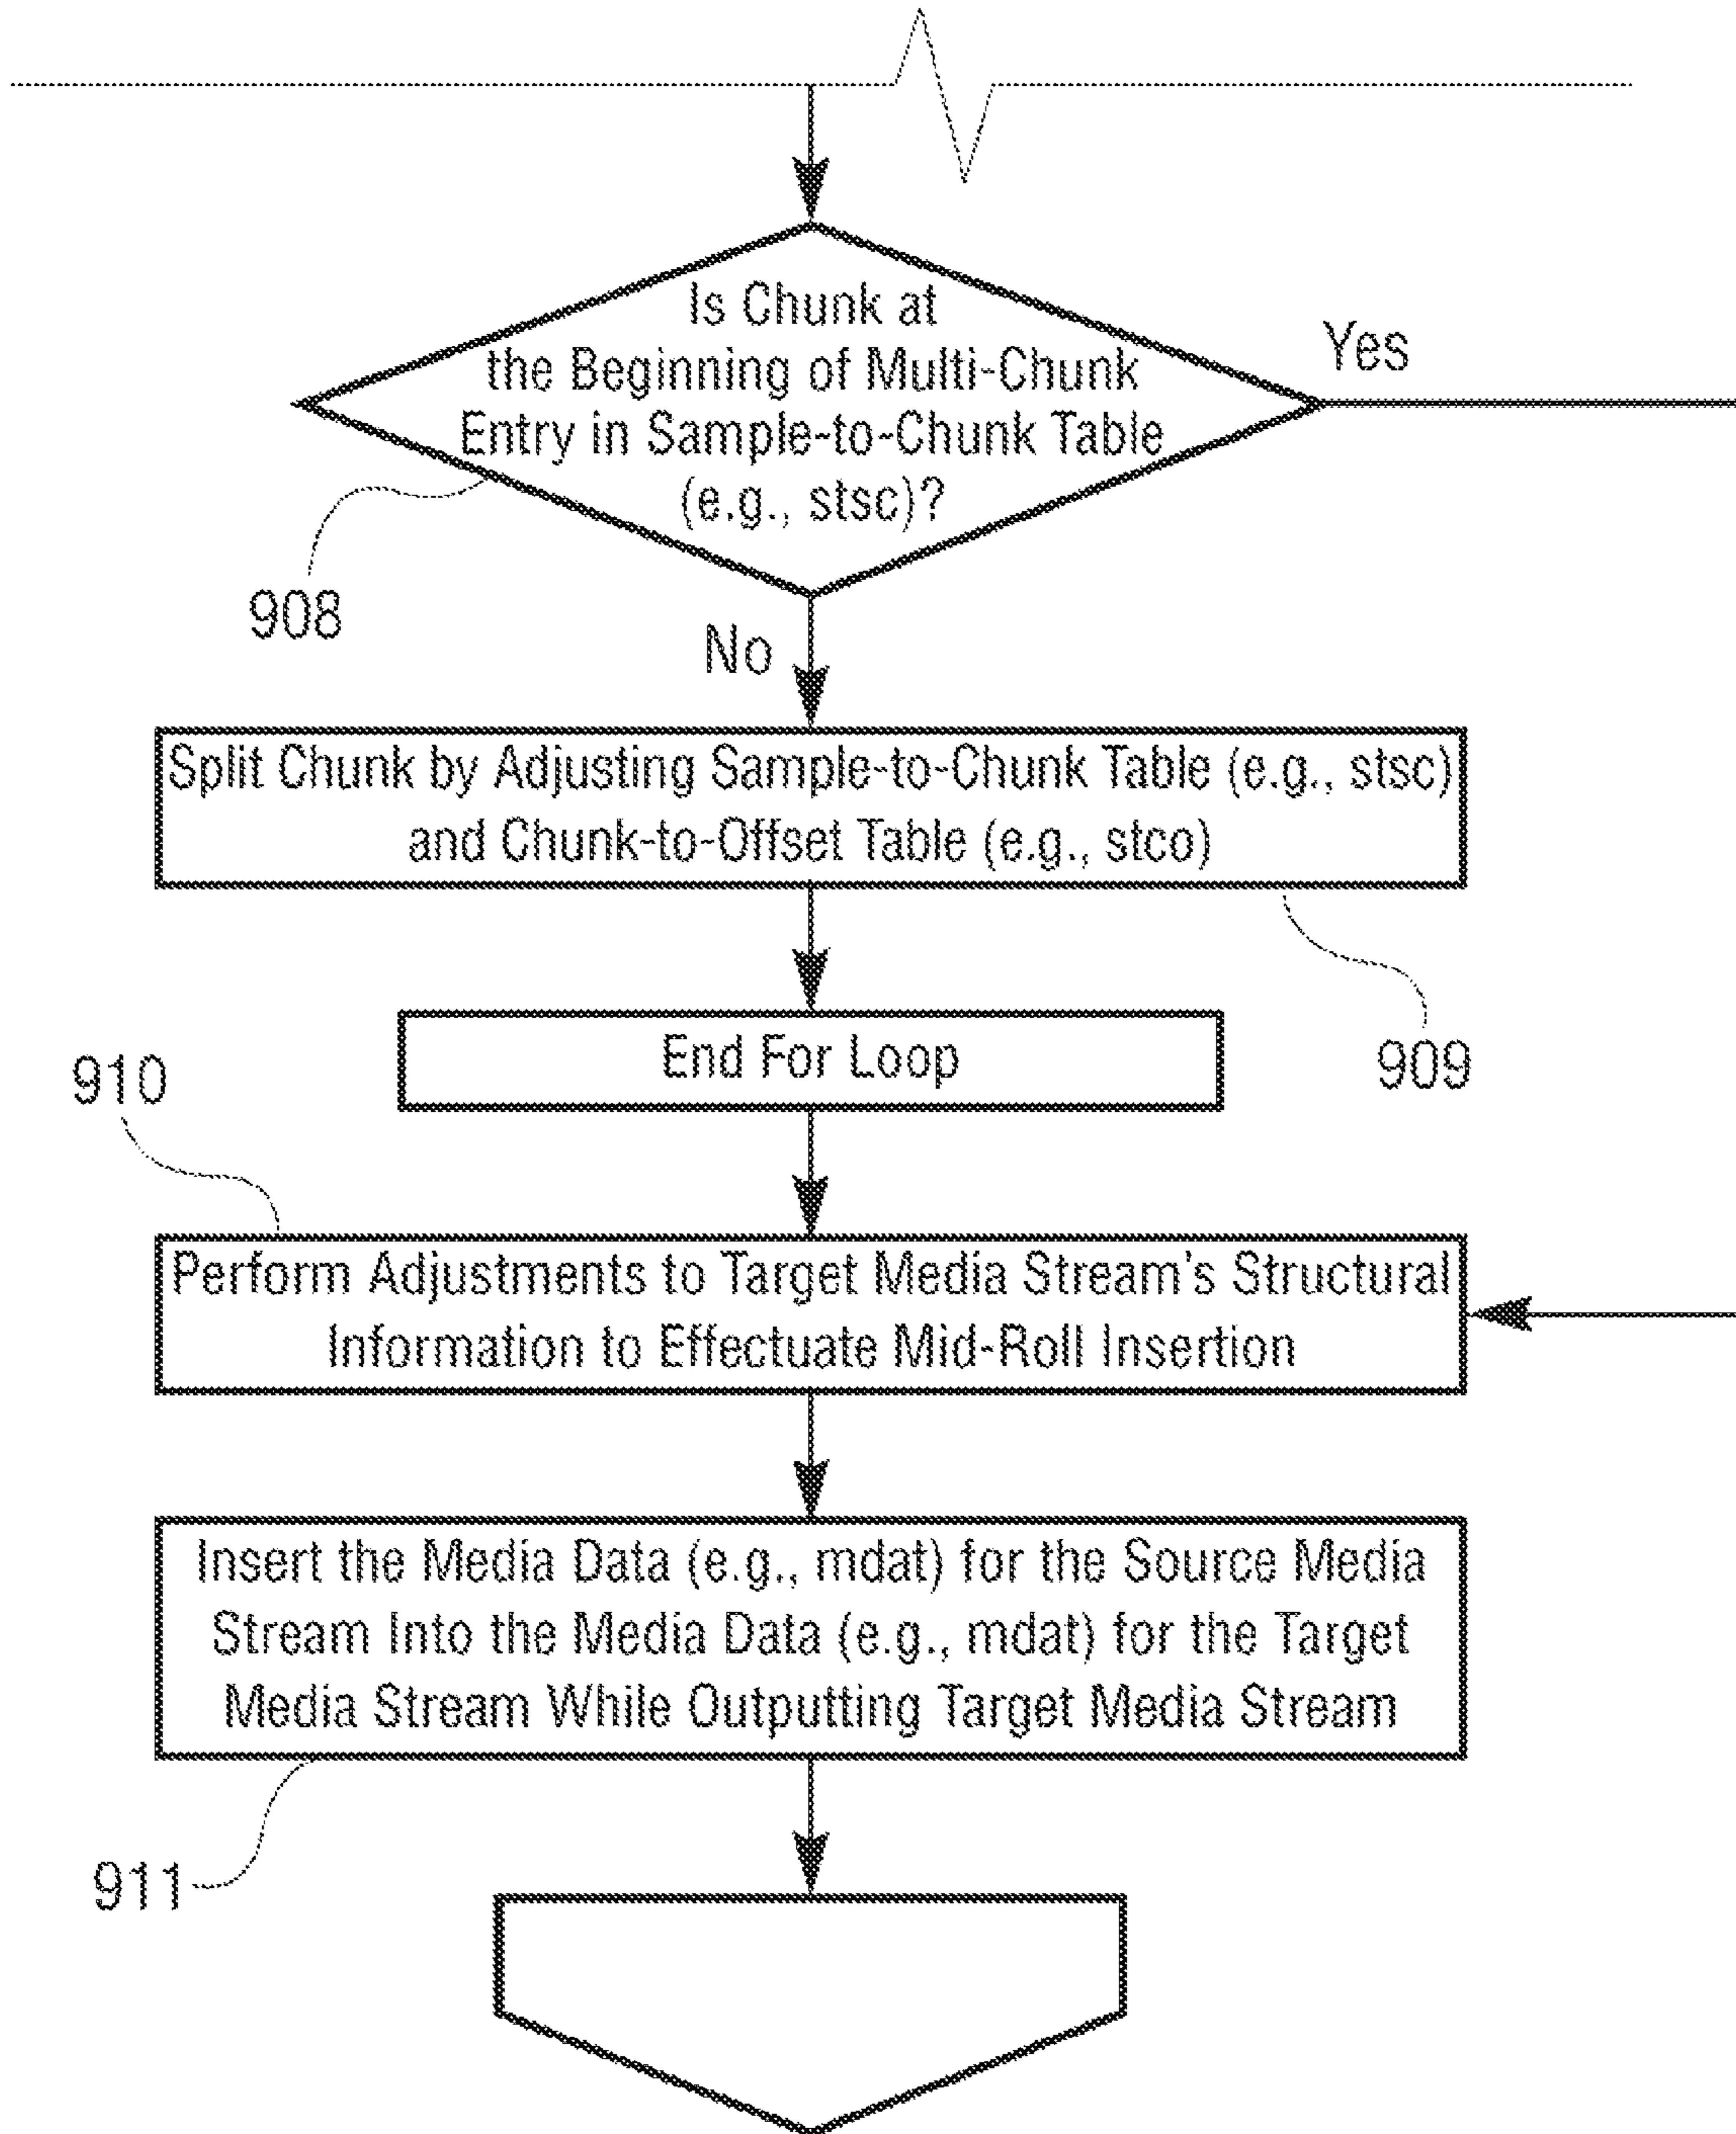 Is Chunk at
the Beginning of Multi-Chunk
Entry in Sample-to-Chunk Table
(e.g., stsc)?
Yes
908
No
Split Chunk by Adjusting Sample-to-Chunk Table (e.g., stsc)
and Chunk-to-Offset Table (e.g., stco)
909
End For Loop
910
Perform Adjustments to Target Media Stream's Structural
Information to Effectuate Mid-Roll Insertion
Insert the Media Data (e.g., mdat) for the Source Media
Stream Into the Media Data (e.g., mdat) for the Target
Media Stream While Outputting Target Media Stream
911